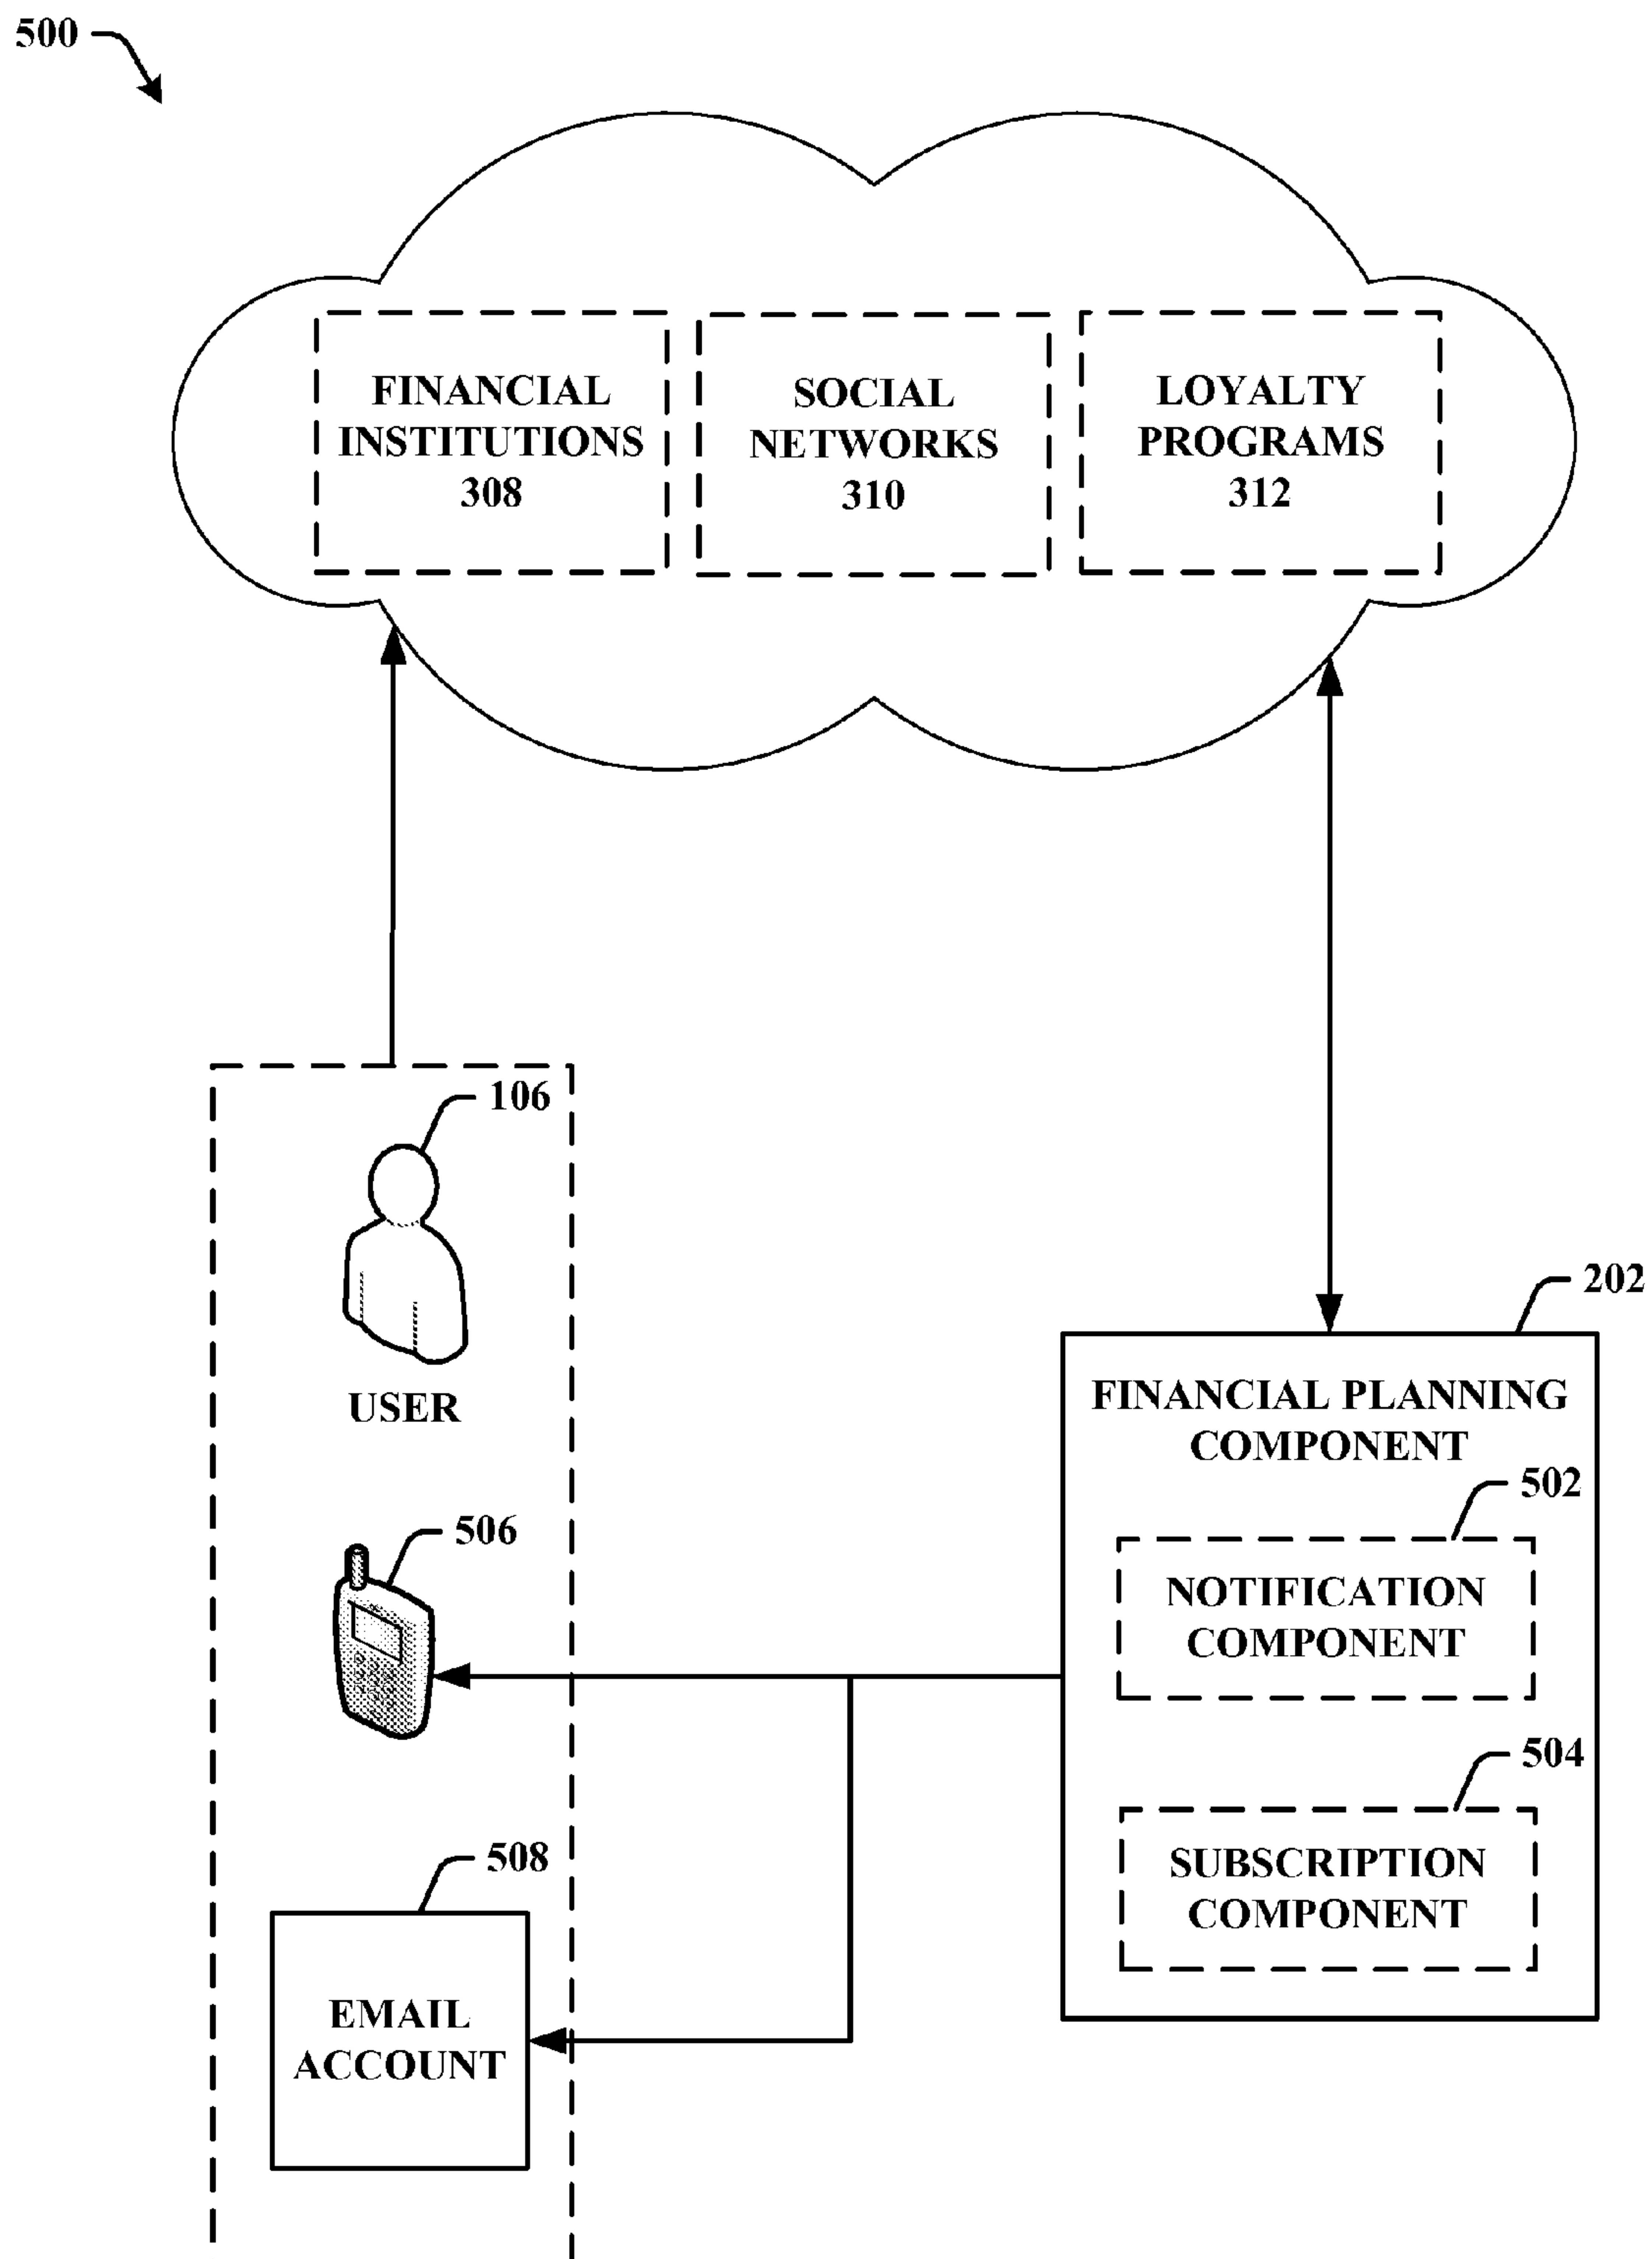 500
FINANCIAL
INSTITUTIONS
308
SOCIAL
NETWORKS
310
LOYALTY
PROGRAMS
312
106
USER
202
FINANCIAL PLANNING
COMPONENT
502
NOTIFICATION
COMPONENT
506
504
SUBSCRIPTION
COMPONENT
508
EMAIL
ACCOUNT